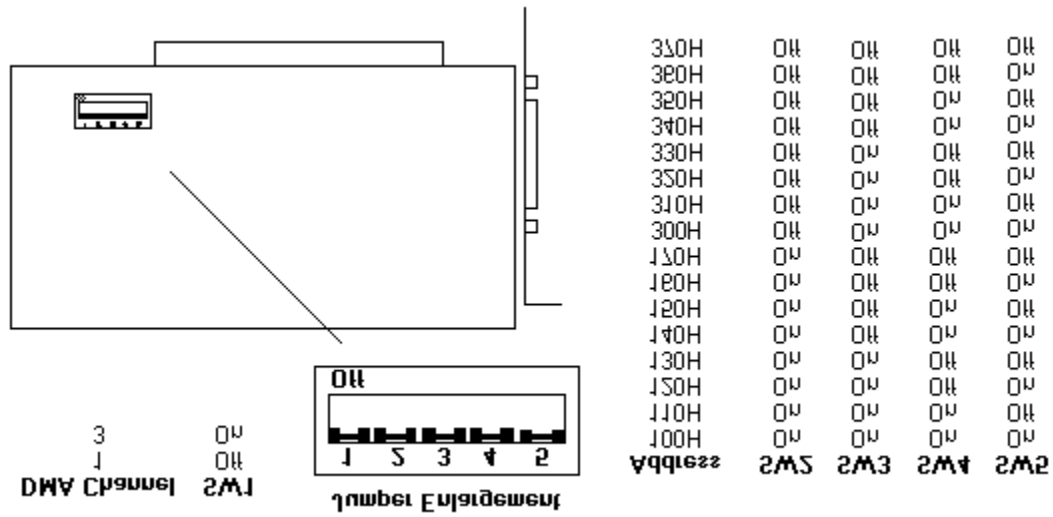 Jumper Enlargement
1 2 3 4 5
Off
DMA Channel SW1
1 Off
3 On
Address SW2 SW3 SW4 SW5
100H On On On On
110H On On On Off
120H On On Off On
130H On On Off Off
140H On Off On On
150H On Off On Off
160H On Off Off On
170H On Off Off Off
300H Off On On On
310H Off On On Off
320H Off On Off On
330H Off On Off Off
340H Off Off On On
350H Off Off On Off
360H Off Off Off On
370H Off Off Off Off